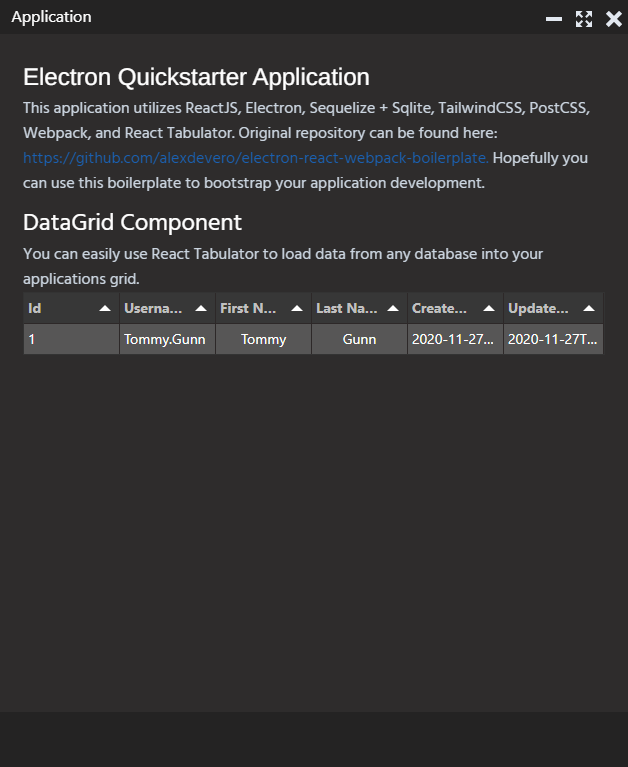 Application
Electron Quickstarter Application
This application utilizes ReactJS, Electron, Sequelize + Sqlite, TailwindCSS, PostCSS,
Webpack, and React Tabulator. Original repository can be found here:
https://github.com/alexdevero/electron-react-webpack-boilerplate. Hopefully you
can use this boilerplate to bootstrap your application development.
DataGrid Component
You can easily use React Tabulator to load data from any database into your
applications grid.
Id Userna... First N... Last Na... Create... Update...
1 Tommy.Gunn Tommy Gunn 2020-11-27... 2020-11-27T...